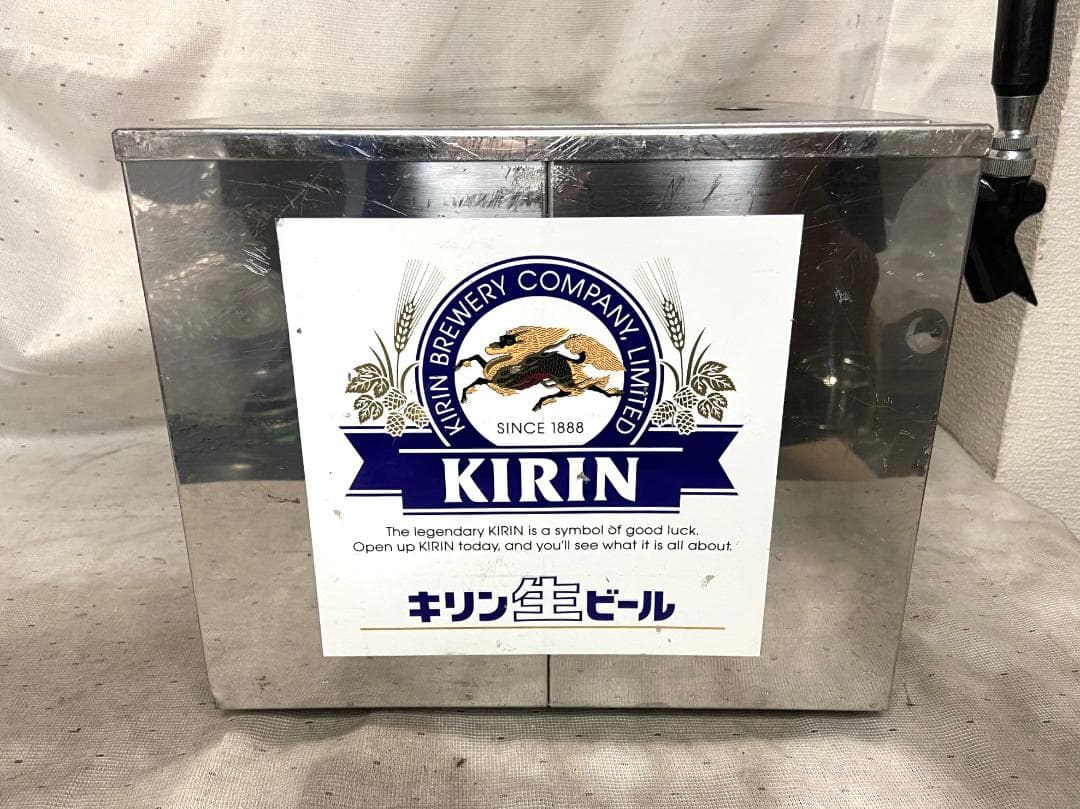 KIRIN BREWERY COMPANY, LIMITED
SINCE 1888
KIRIN
The legendary KIRIN is a symbol of good luck.
Open up KIRIN today, and you'll see what it is all about.
キリン生ビール